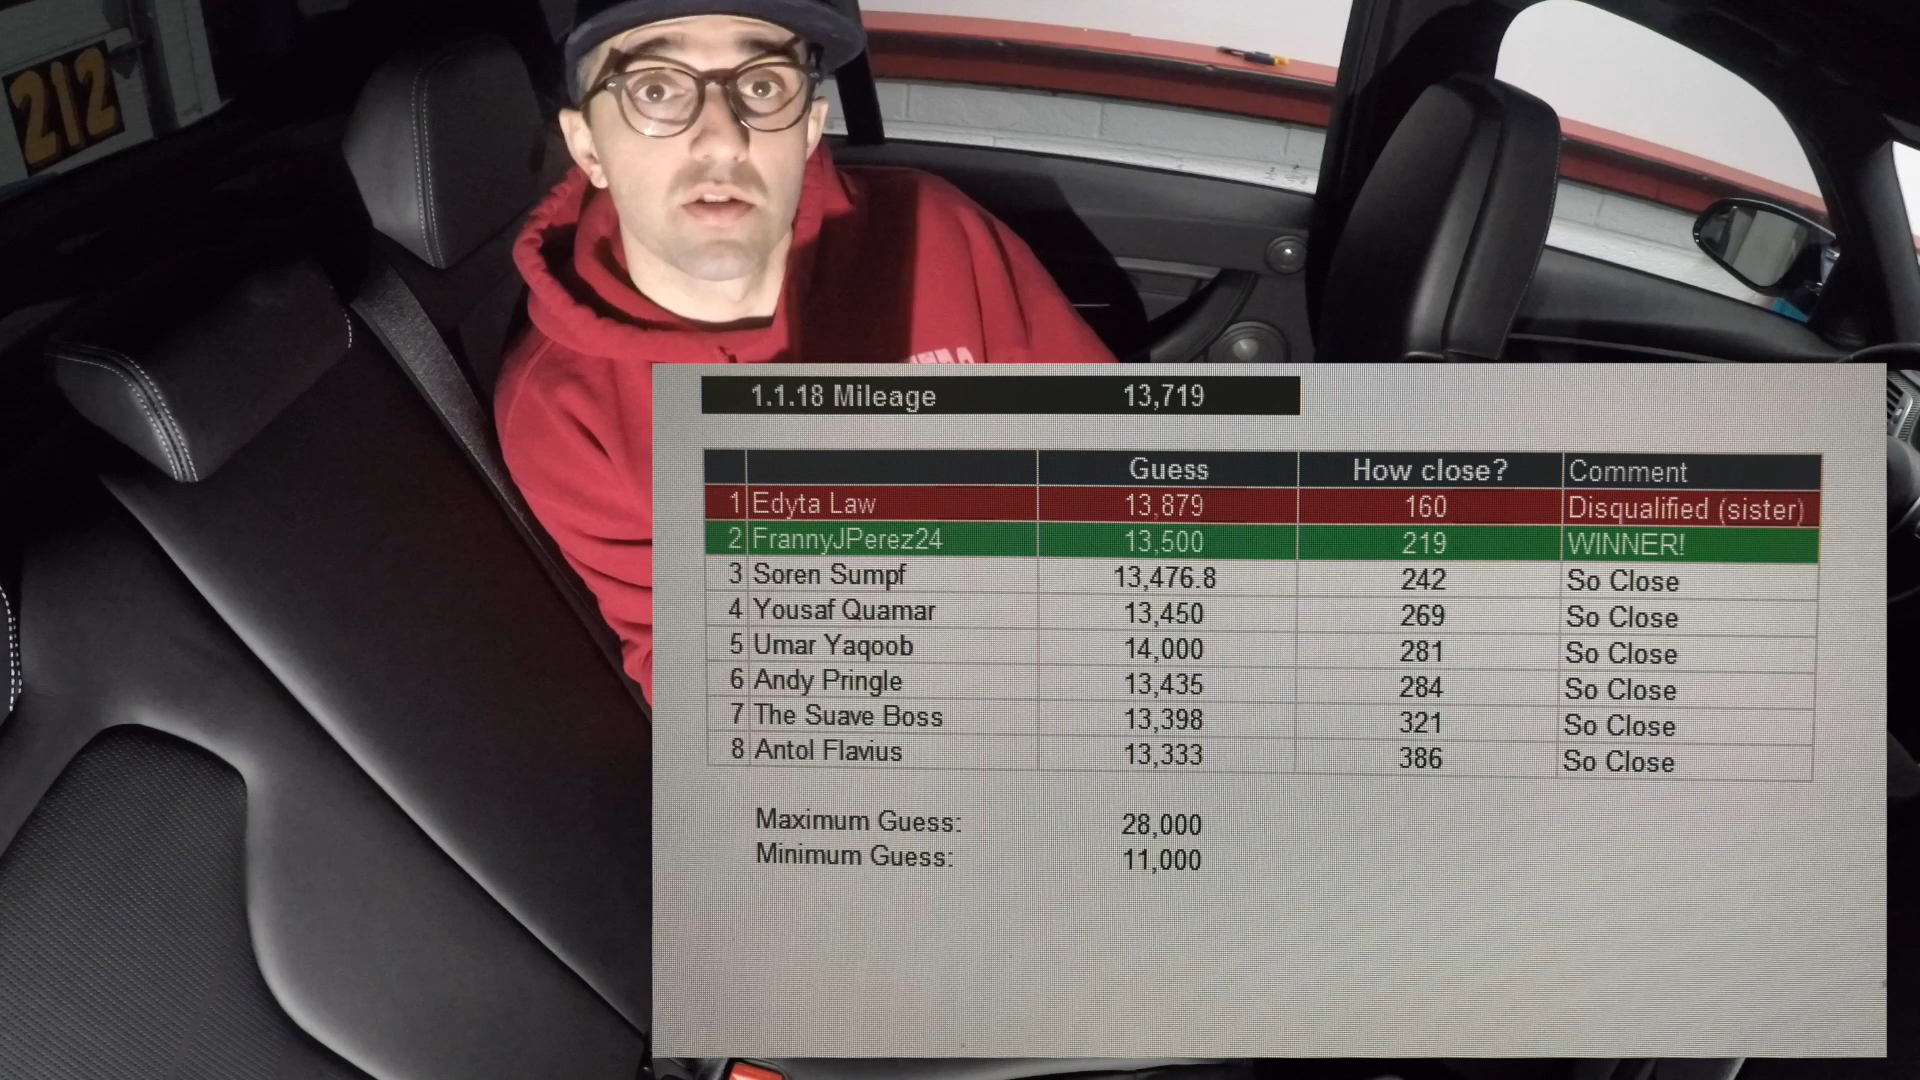 212
1.1.18 Mileage 13,719
Guess How close? Comment
1 Edyta Law 13,879 160 Disqualified (sister)
2 FrannyJPerez24 13,500 219 WINNER!
3 Soren Sumpf 13,476.8 242 So Close
4 Yousaf Quamar 13,450 269 So Close
5 Umar Yaqoob 14,000 281 So Close
6 Andy Pringle 13,435 284 So Close
7 The Suave Boss 13,398 321 So Close
8 Antol Flavius 13,333 386 So Close
Maximum Guess: 28,000
Minimum Guess: 11,000